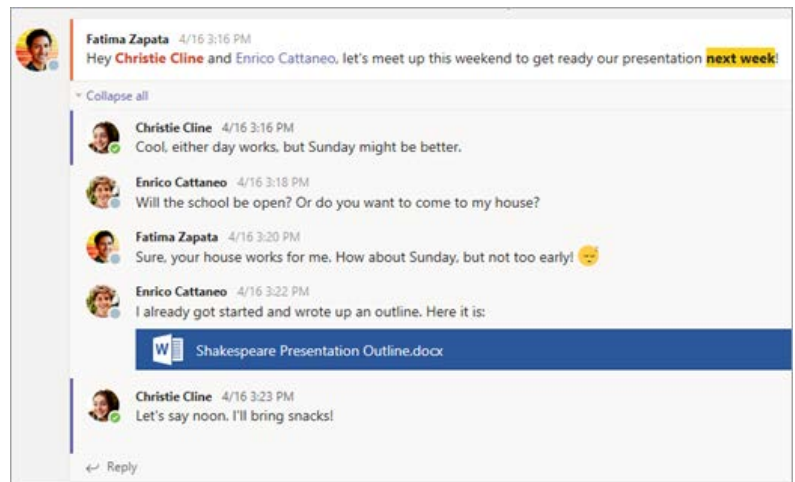 Fatima Zapata 4/16 3:16 PM
Hey Christie Cline and Enrico Cattaneo, let's meet up this weekend to get ready our presentation next week!
Collapse all
Christie Cline 4/16 3:16 PM
Cool, either day works, but Sunday might be better.
Enrico Cattaneo 4/16 3:18 PM
Will the school be open? Or do you want to come to my house?
Fatima Zapata 4/16 3:20 PM
Sure, your house works for me. How about Sunday, but not too early! 😴
Enrico Cattaneo 4/16 3:22 PM
I already got started and wrote up an outline. Here it is:
W Shakespeare Presentation Outline.docx
Christie Cline 4/16 3:23 PM
Let's say noon. I'll bring snacks!
Reply